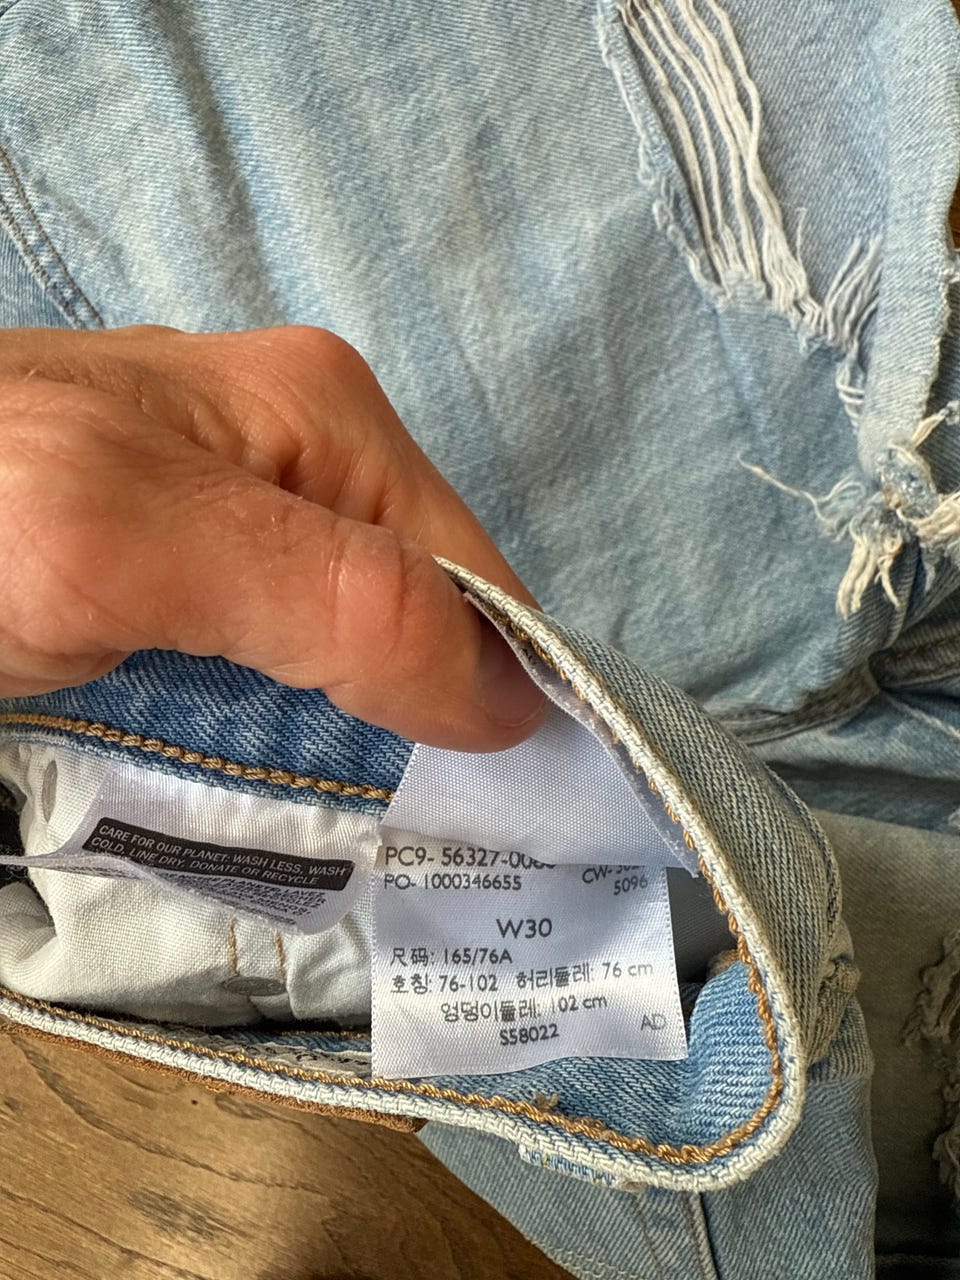 CARE FOR OUR PLANET: WASH LESS, WASH
COLD, LINE DRY, DONATE OR RECYCLE
PC9- 56327-00
PO- 1000346655
CW-
5096
W30
尺码: 165/76A
호칭: 76-102 허리둘레: 76 cm
엉덩이둘레: 102 cm
S58022
AD